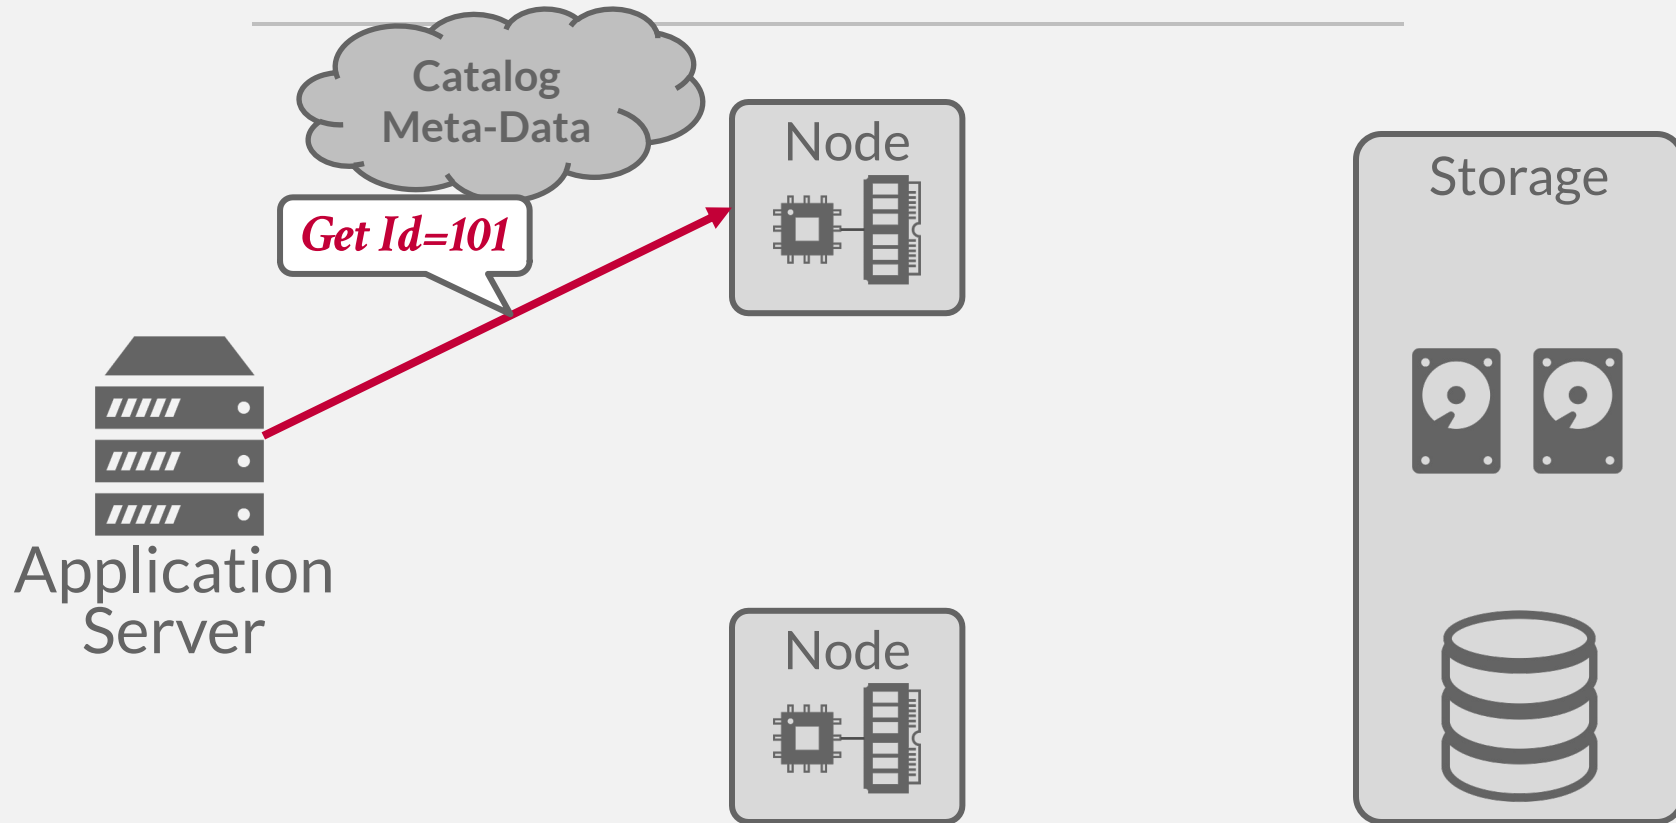 Catalog
Meta-Data
Node
Storage
Get Id=101
Application
Server
Node